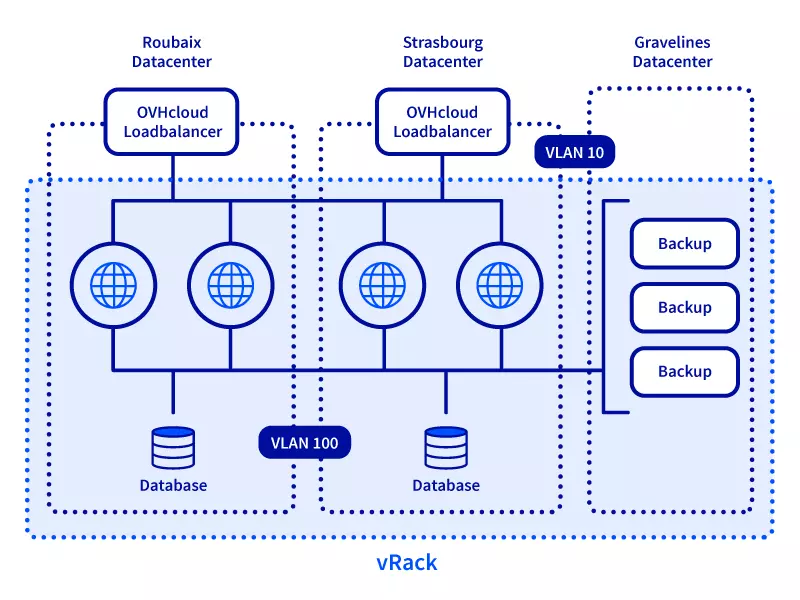 Roubaix
Datacenter
Strasbourg
Datacenter
Gravelines
Datacenter
OVHcloud
Loadbalancer
OVHcloud
Loadbalancer
VLAN 10
Backup
Backup
Backup
VLAN 100
Database
Database
vRack